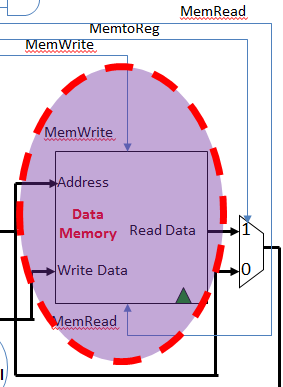 MemRead
MemtoReg
MemWrite
MemWrite
Address
Data
Memory
Read Data
1
Write Data
0
MemRead